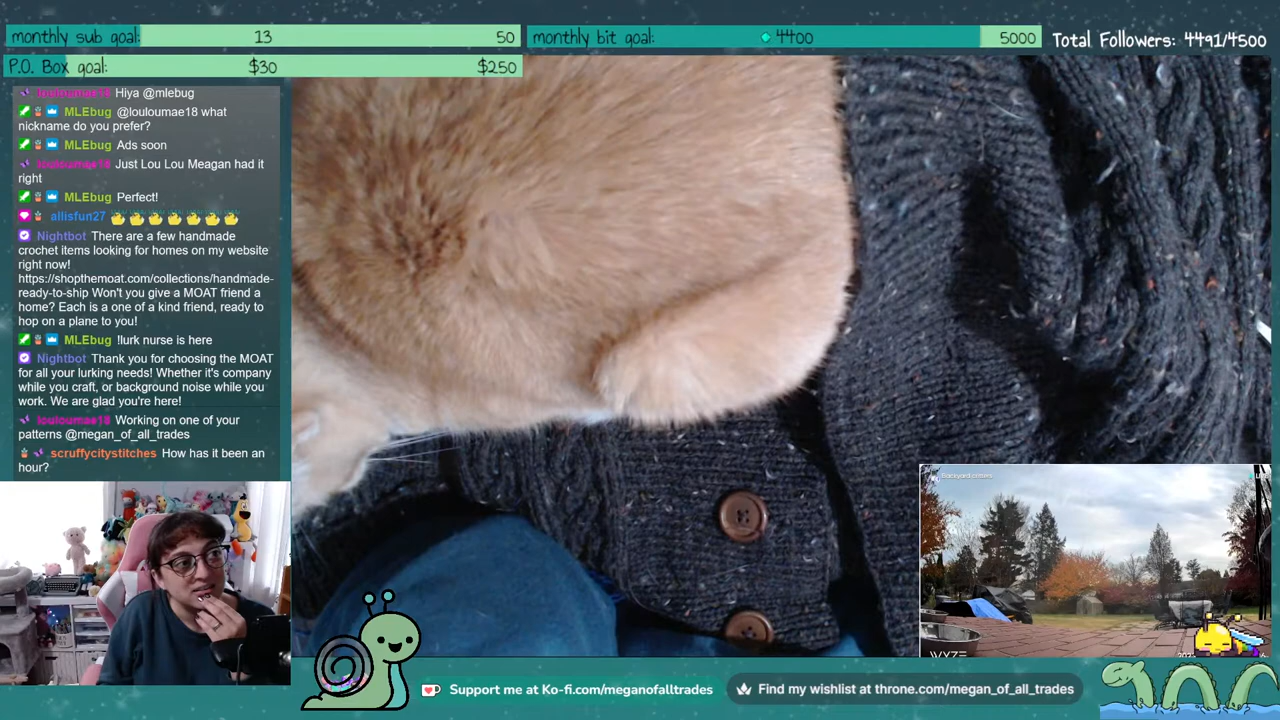 monthly sub goal: 13 50
monthly bit goal: 4400 5000
Total Followers: 4491/4500
P.O. Box goal: $30 $250
louloumae18 Hiya @mlebug
MLEBug @louloumae18 what
nickname do you prefer?
MLEBug Ads soon
louloumae18 Just Lou Lou Meagan had it
right
MLEBug Perfect!
allisfun27
Nightbot There are a few handmade
crochet items looking for homes on my website
right now!
https://shopthemoat.com/collections/handmade-
ready-to-ship Won't you give a MOAT friend a
home? Each is a one of a kind friend, ready to
hop on a plane to you!
MLEBug !lurk nurse is here
Nightbot Thank you for choosing the MOAT
for all your lurking needs! Whether it's company
while you craft, or background noise while you
work. We are glad you're here!
louloumae18 Working on one of your
patterns @megan_of_all_trades
scruffycitystitches How has it been an
hour?
WYZE
Support me at Ko-fi.com/meganofalltrades
Find my wishlist at throne.com/megan_of_all_trades